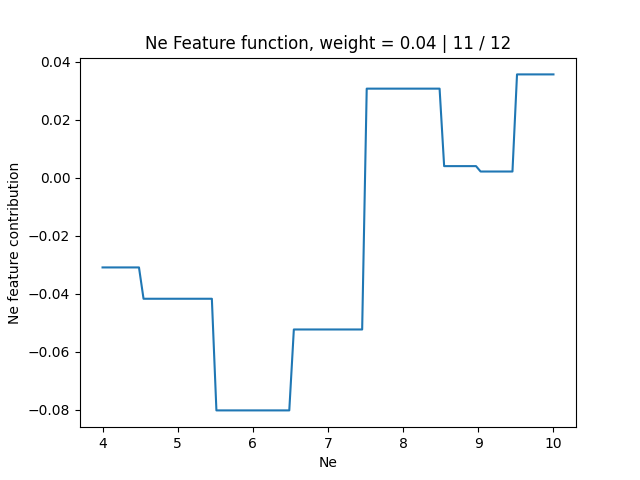 Ne Feature function, weight = 0.04 | 11 / 12
Ne feature contribution
0.04
0.02
0.00
−0.02
−0.04
−0.06
−0.08
4 5 6 7 8 9 10
Ne